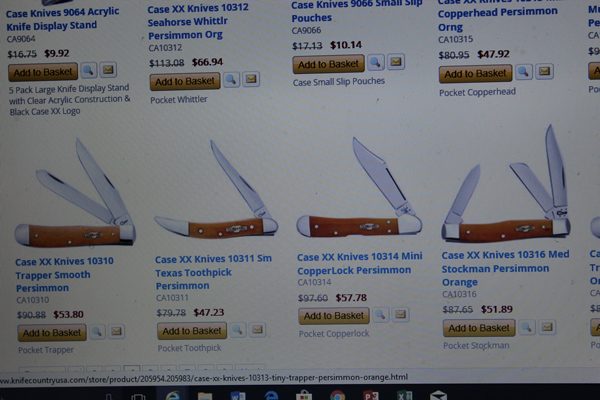 Case Knives 9064 Acrylic
Knife Display Stand
CA9064
$16.75 $9.92
Add to Basket
5 Pack Large Knife Display Stand
with Clear Acrylic Construction &
Black Case XX Logo
Case XX Knives 10312
Seahorse Whittlr
Persimmon Org
CA10312
$113.08 $66.94
Add to Basket
Pocket Whittler
Case Knives 9066 Small Slip
Pouches
CA9066
$17.13 $10.14
Add to Basket
Case Small Slip Pouches
Copperhead Persimmon
Orng
CA10315
$80.95 $47.92
Add to Basket
Pocket Copperhead
Case XX Knives 10310
Trapper Smooth
Persimmon
CA10310
$90.88 $53.80
Add to Basket
Pocket Trapper
Case XX Knives 10311 Sm
Texas Toothpick
Persimmon
CA10311
$79.78 $47.23
Add to Basket
Pocket Toothpick
Case XX Knives 10314 Mini
CopperLock Persimmon
CA10314
$97.60 $57.78
Add to Basket
Pocket Copperlock
Case XX Knives 10316 Med
Stockman Persimmon
Orange
CA10316
$87.65 $51.89
Add to Basket
Pocket Stockman
ww.knifecountryusa.com/store/product/205954.205983/case-xx-knives-10313-tiny-trapper-persimmon-orange.html